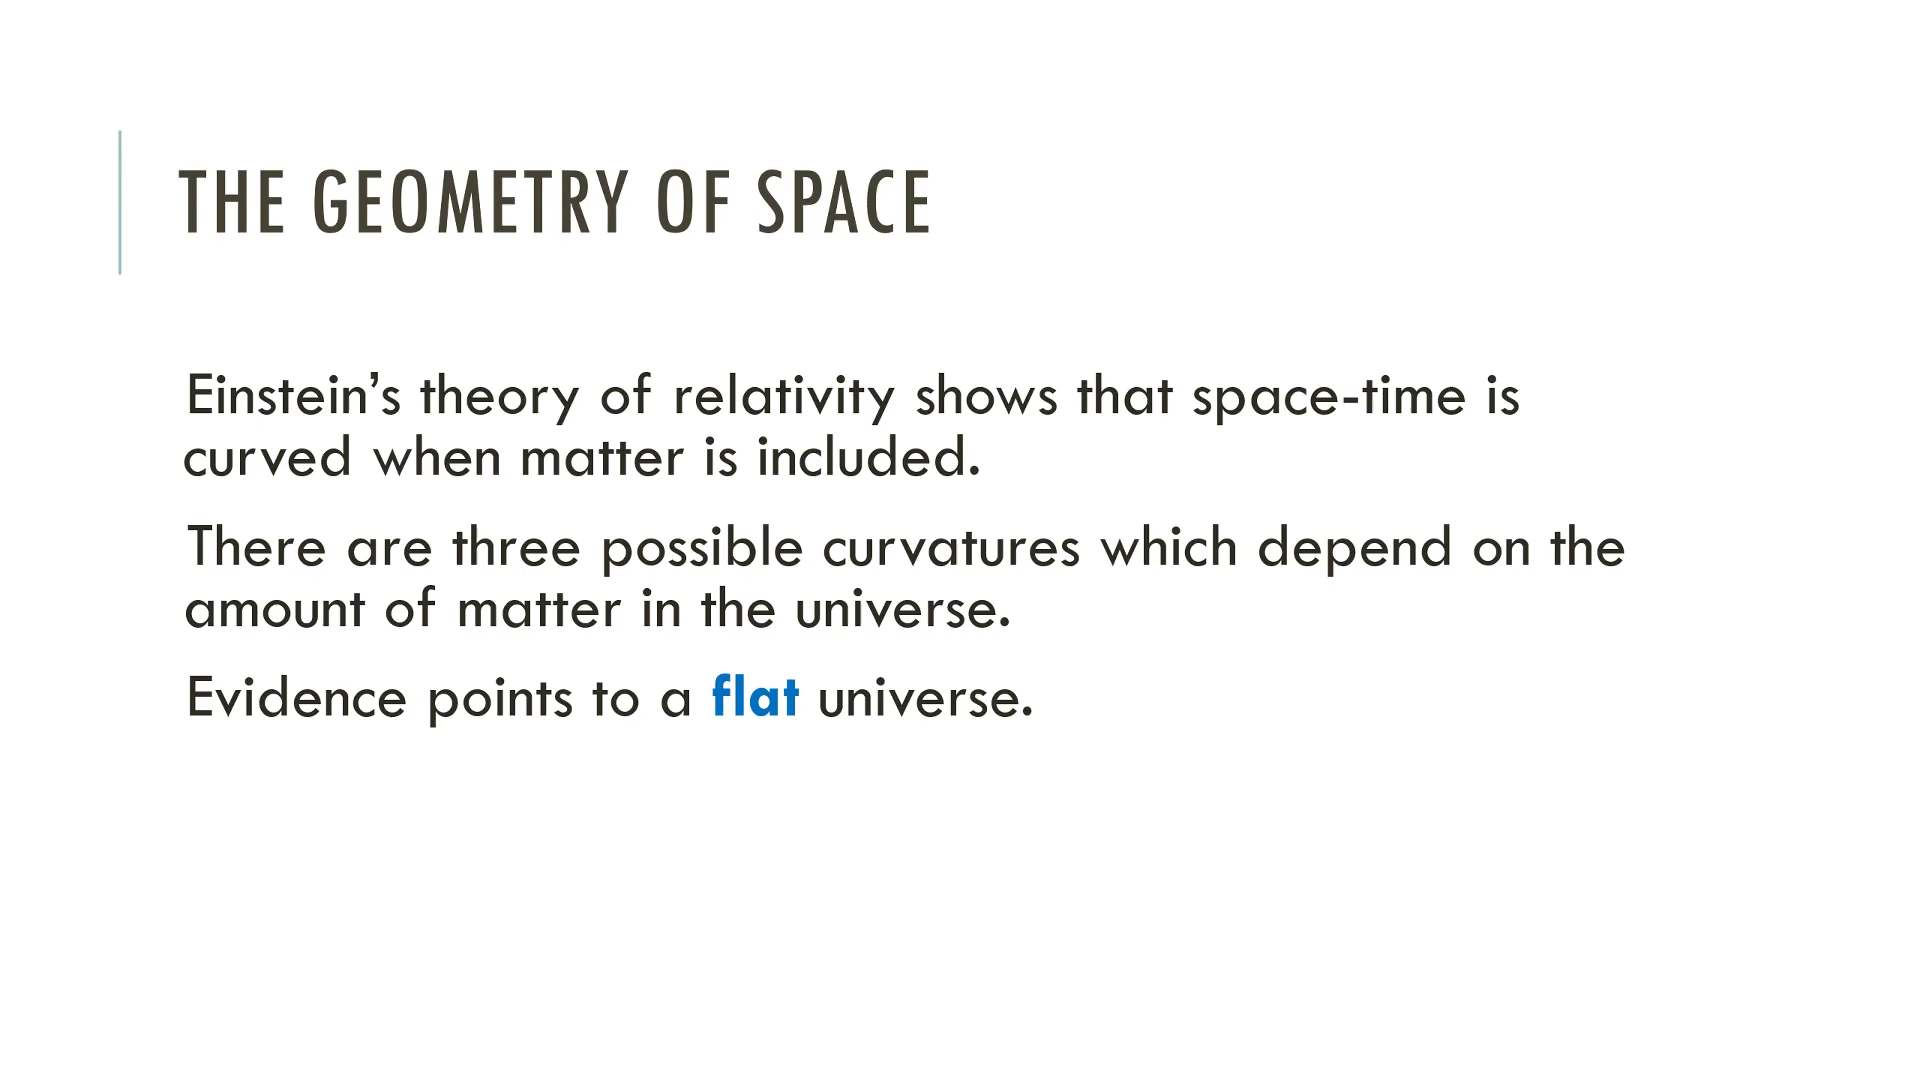 THE GEOMETRY OF SPACE
Einstein’s theory of relativity shows that space-time is
curved when matter is included.
There are three possible curvatures which depend on the
amount of matter in the universe.
Evidence points to a flat universe.